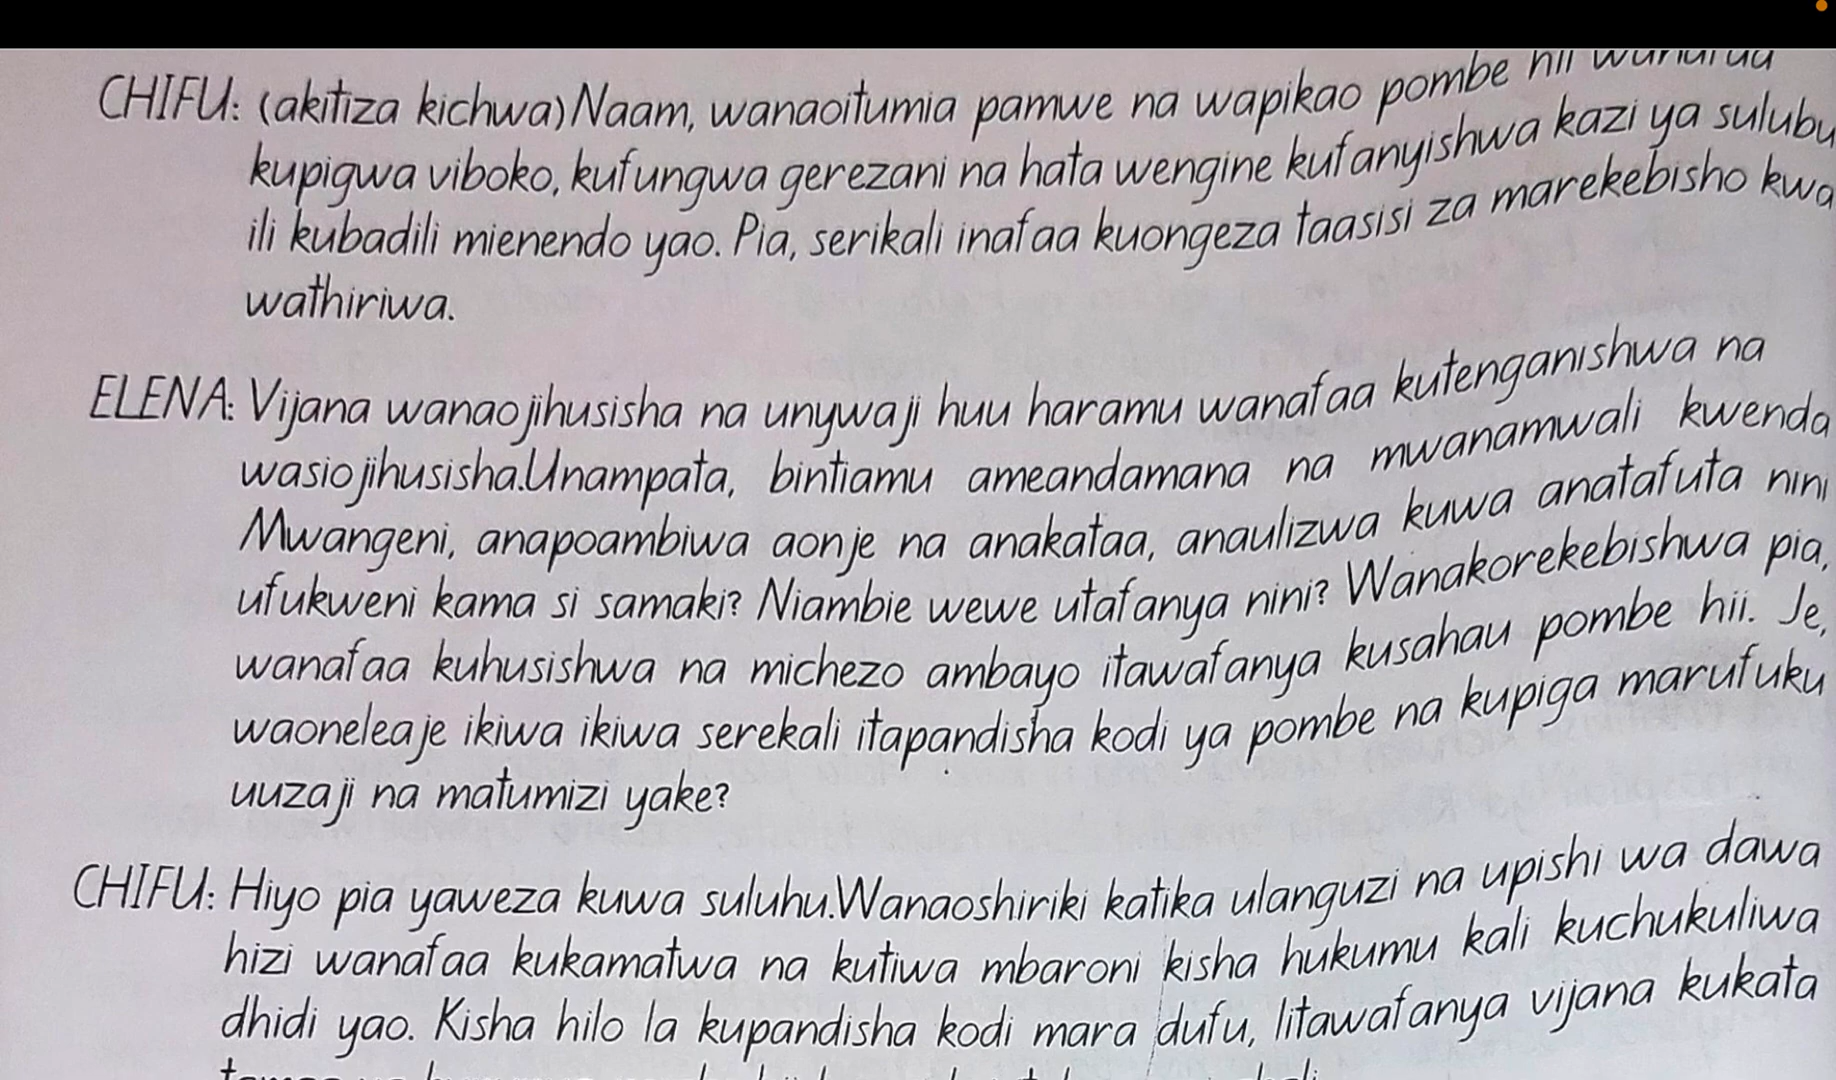 CHIFU: (akitiza kichwa) Naam, wanaoitumia pamwe na wapikao pombe hii wanafaa
kupigwa viboko, kufungwa gerezani na hata wengine kufanyishwa kazi ya sulubu
ili kubadili mienendo yao. Pia, serikali inafaa kuongeza taasisi za marekebisho kwa
wathiriwa.
ELENA: Vijana wanaojihusisha na unywaji huu haramu wanafaa kutenganishwa na
wasiojihusisha.Unampata, bintiamu ameandamana na mwanamwali kwenda
Mwangeni, anapoambiwa aonje na anakataa, anaulizwa kuwa anatafuta nini
ufukweni kama si samaki? Niambie wewe utafanya nini? Wanakorekebishwa pia,
wanafaa kuhusishwa na michezo ambayo itawafanya kusahau pombe hii. Je,
waoneleaje ikiwa ikiwa serekali itapandisha kodi ya pombe na kupiga marufuku
uuzaji na matumizi yake?
CHIFU: Hiyo pia yaweza kuwa suluhu.Wanaoshiriki katika ulanguzi na upishi wa dawa
hizi wanafaa kukamatwa na kutiwa mbaroni kisha hukumu kali kuchukuliwa
dhidi yao. Kisha hilo la kupandisha kodi mara dufu, litawafanya vijana kukata